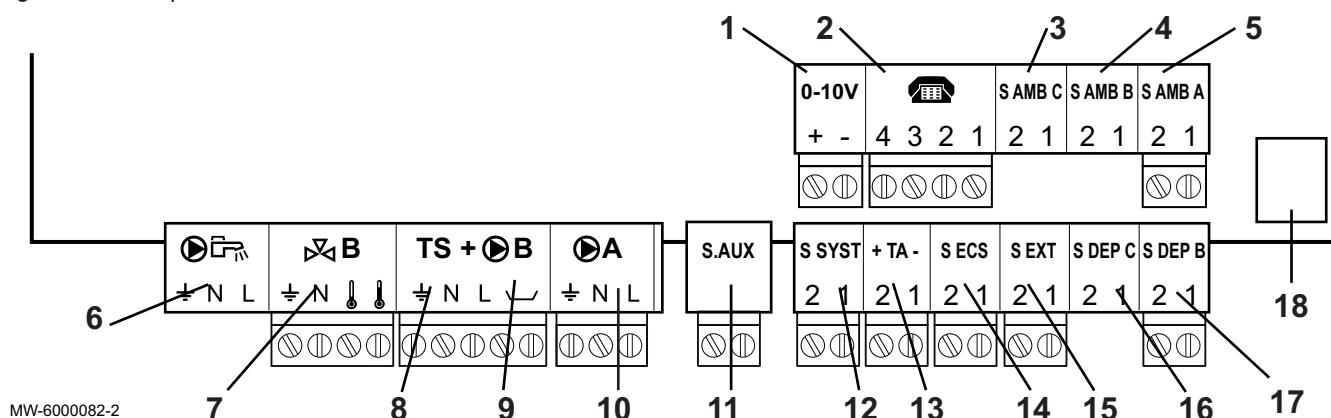 1 2 3 4 5
0-10V S AMB C S AMB B S AMB A
+ - 4 3 2 1 2 1 2 1 2 1
B TS + B A S.AUX S SYST + TA - S ECS S EXT S DEP C S DEP B
N L N N L N L 2 1 2 1 2 1 2 1 2 1 2 1
6 18
MW-6000082-2 7 8 9 10 11 12 13 14 15 16 17